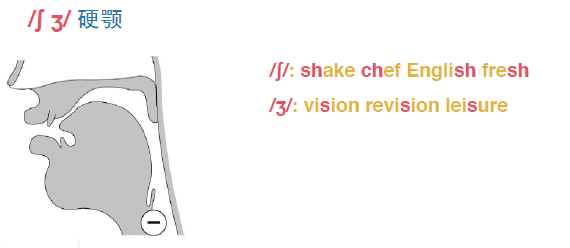 /ʃ ʒ/ 硬颚
/ʃ/: shake chef English fresh
/ʒ/: vision revision leisure